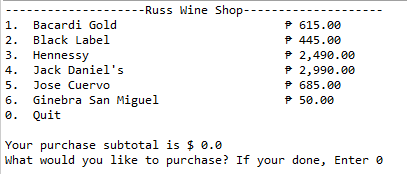 --------------------Russ Wine Shop--------------------
1. Bacardi Gold ₱ 615.00
2. Black Label ₱ 445.00
3. Hennessy ₱ 2,490.00
4. Jack Daniel's ₱ 2,990.00
5. Jose Cuervo ₱ 685.00
6. Ginebra San Miguel ₱ 50.00
0. Quit
Your purchase subtotal is $ 0.0
What would you like to purchase? If your done, Enter 0